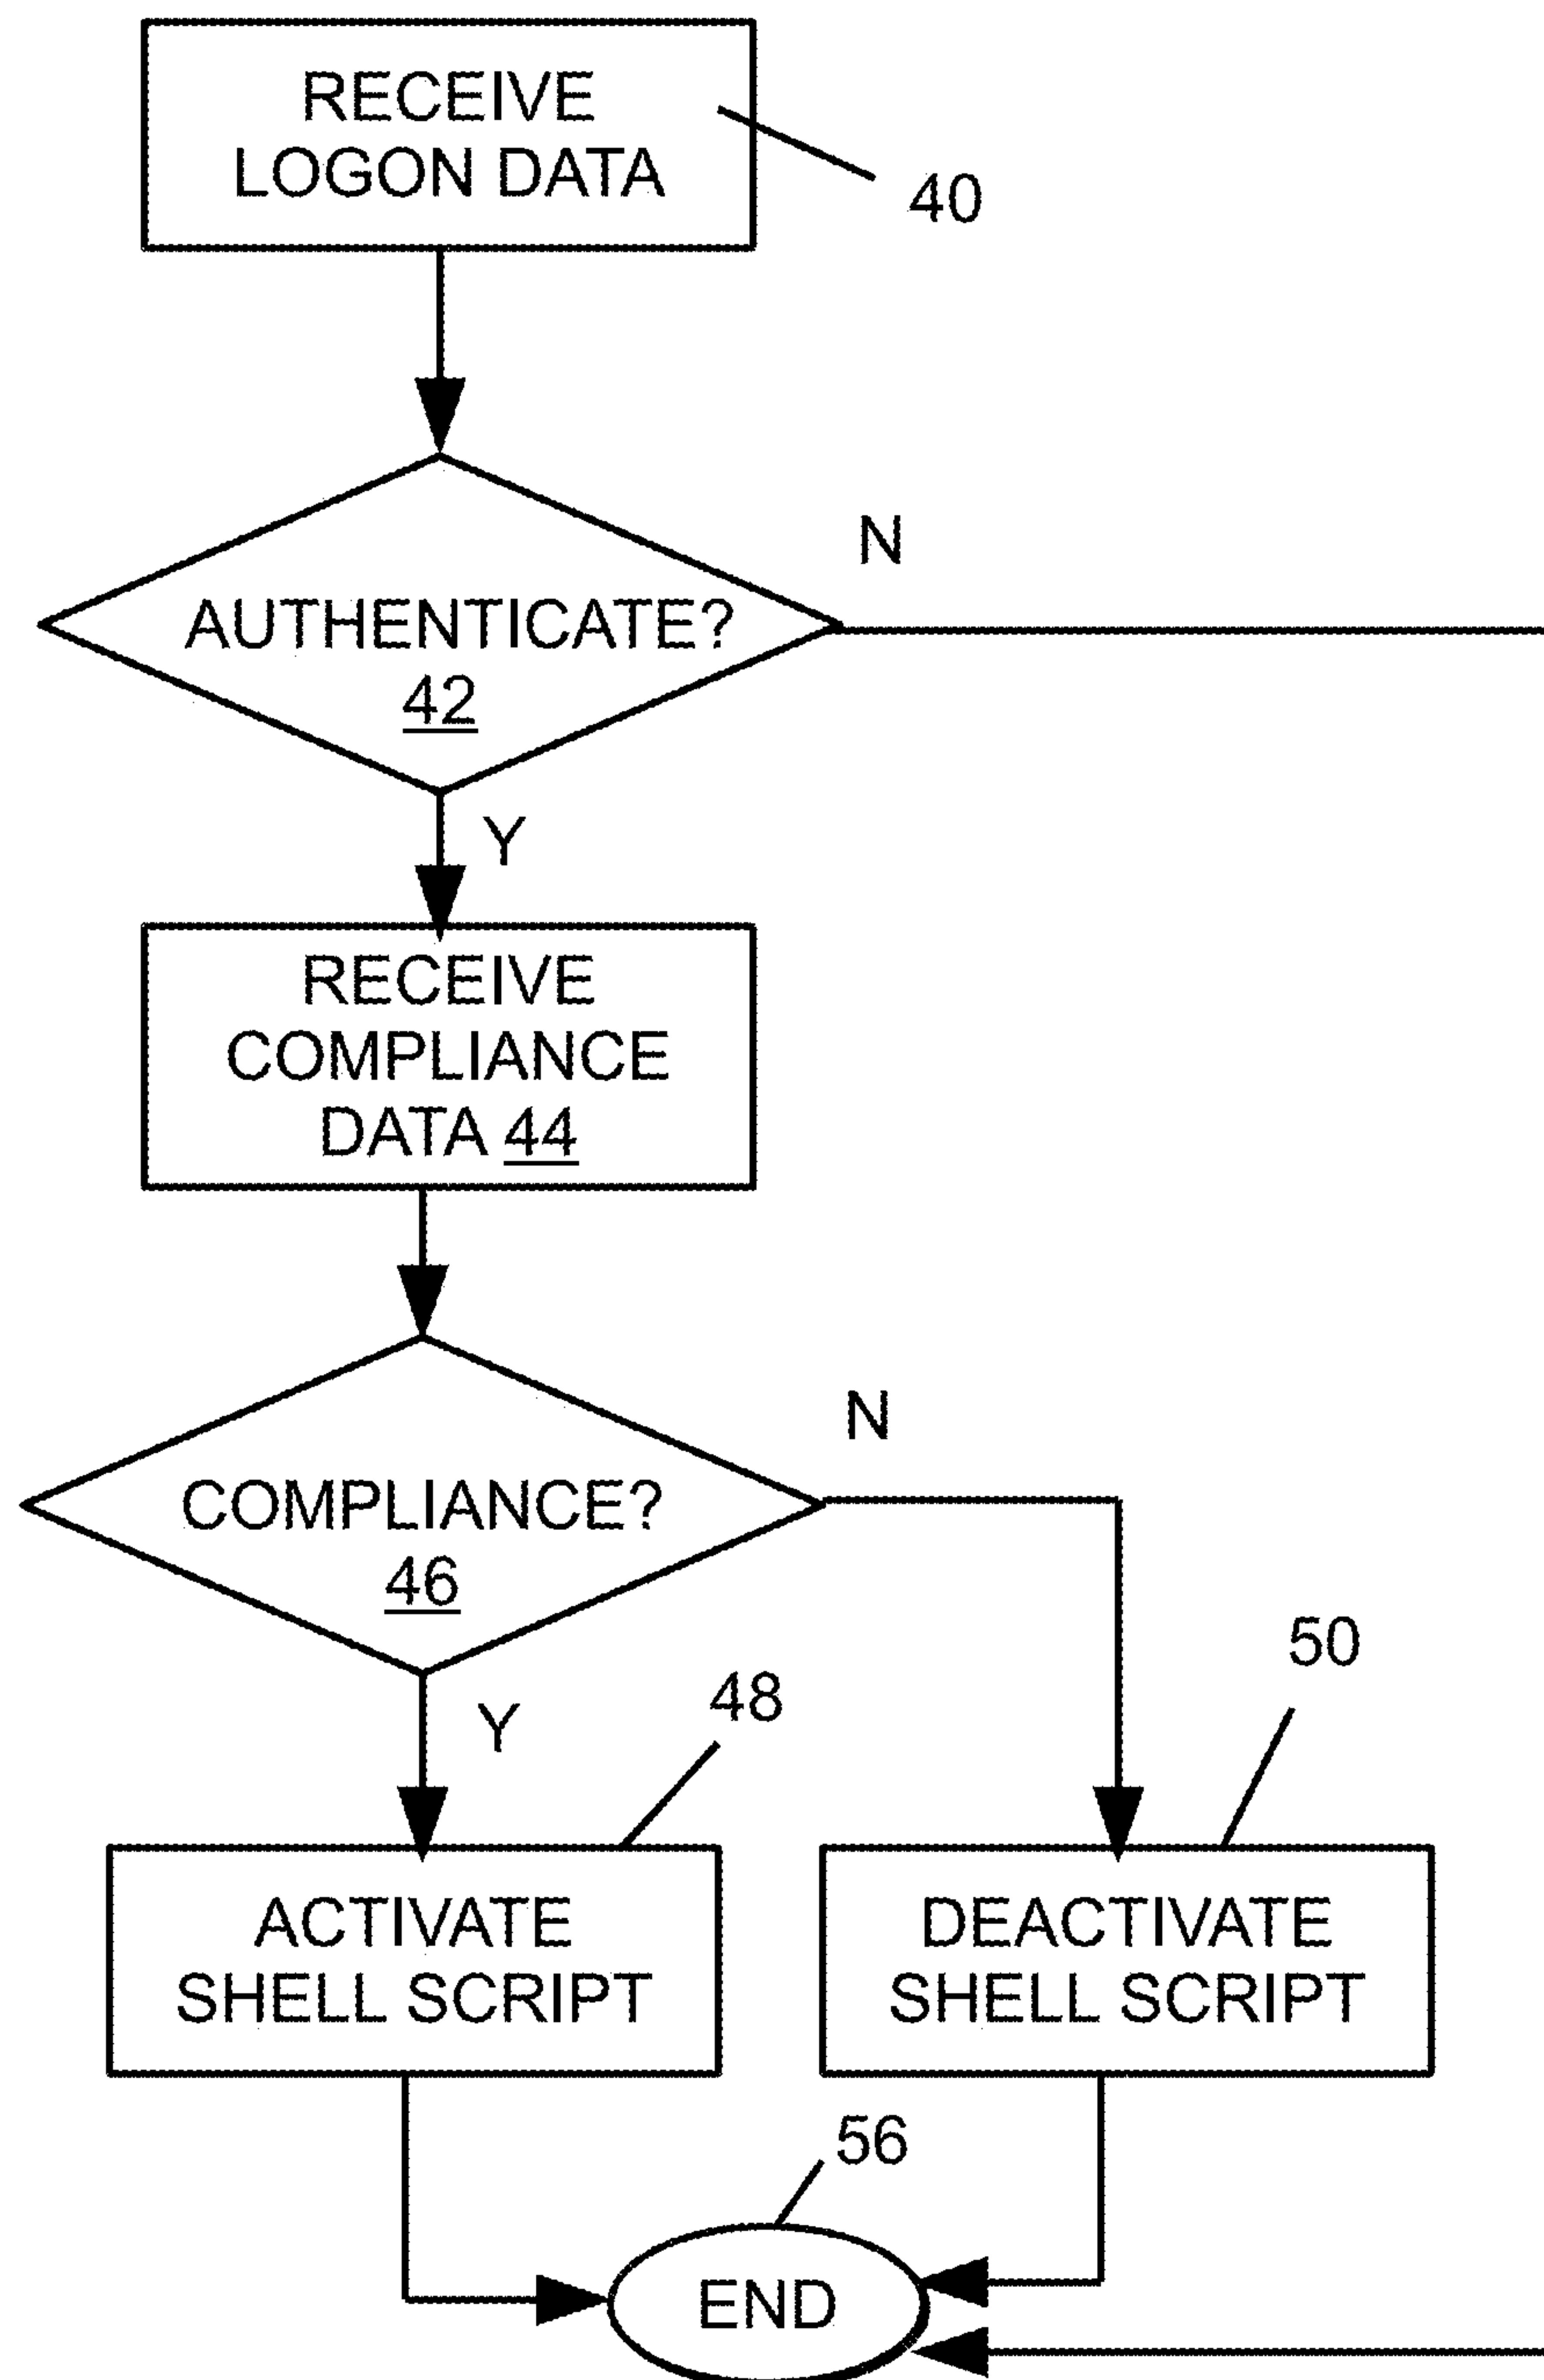 RECEIVE
LOGON DATA
40
N
AUTHENTICATE?
42
Y
RECEIVE
COMPLIANCE
DATA 44
N
COMPLIANCE?
46
50
48
Y
ACTIVATE
SHELL SCRIPT
DEACTIVATE
SHELL SCRIPT
56
END